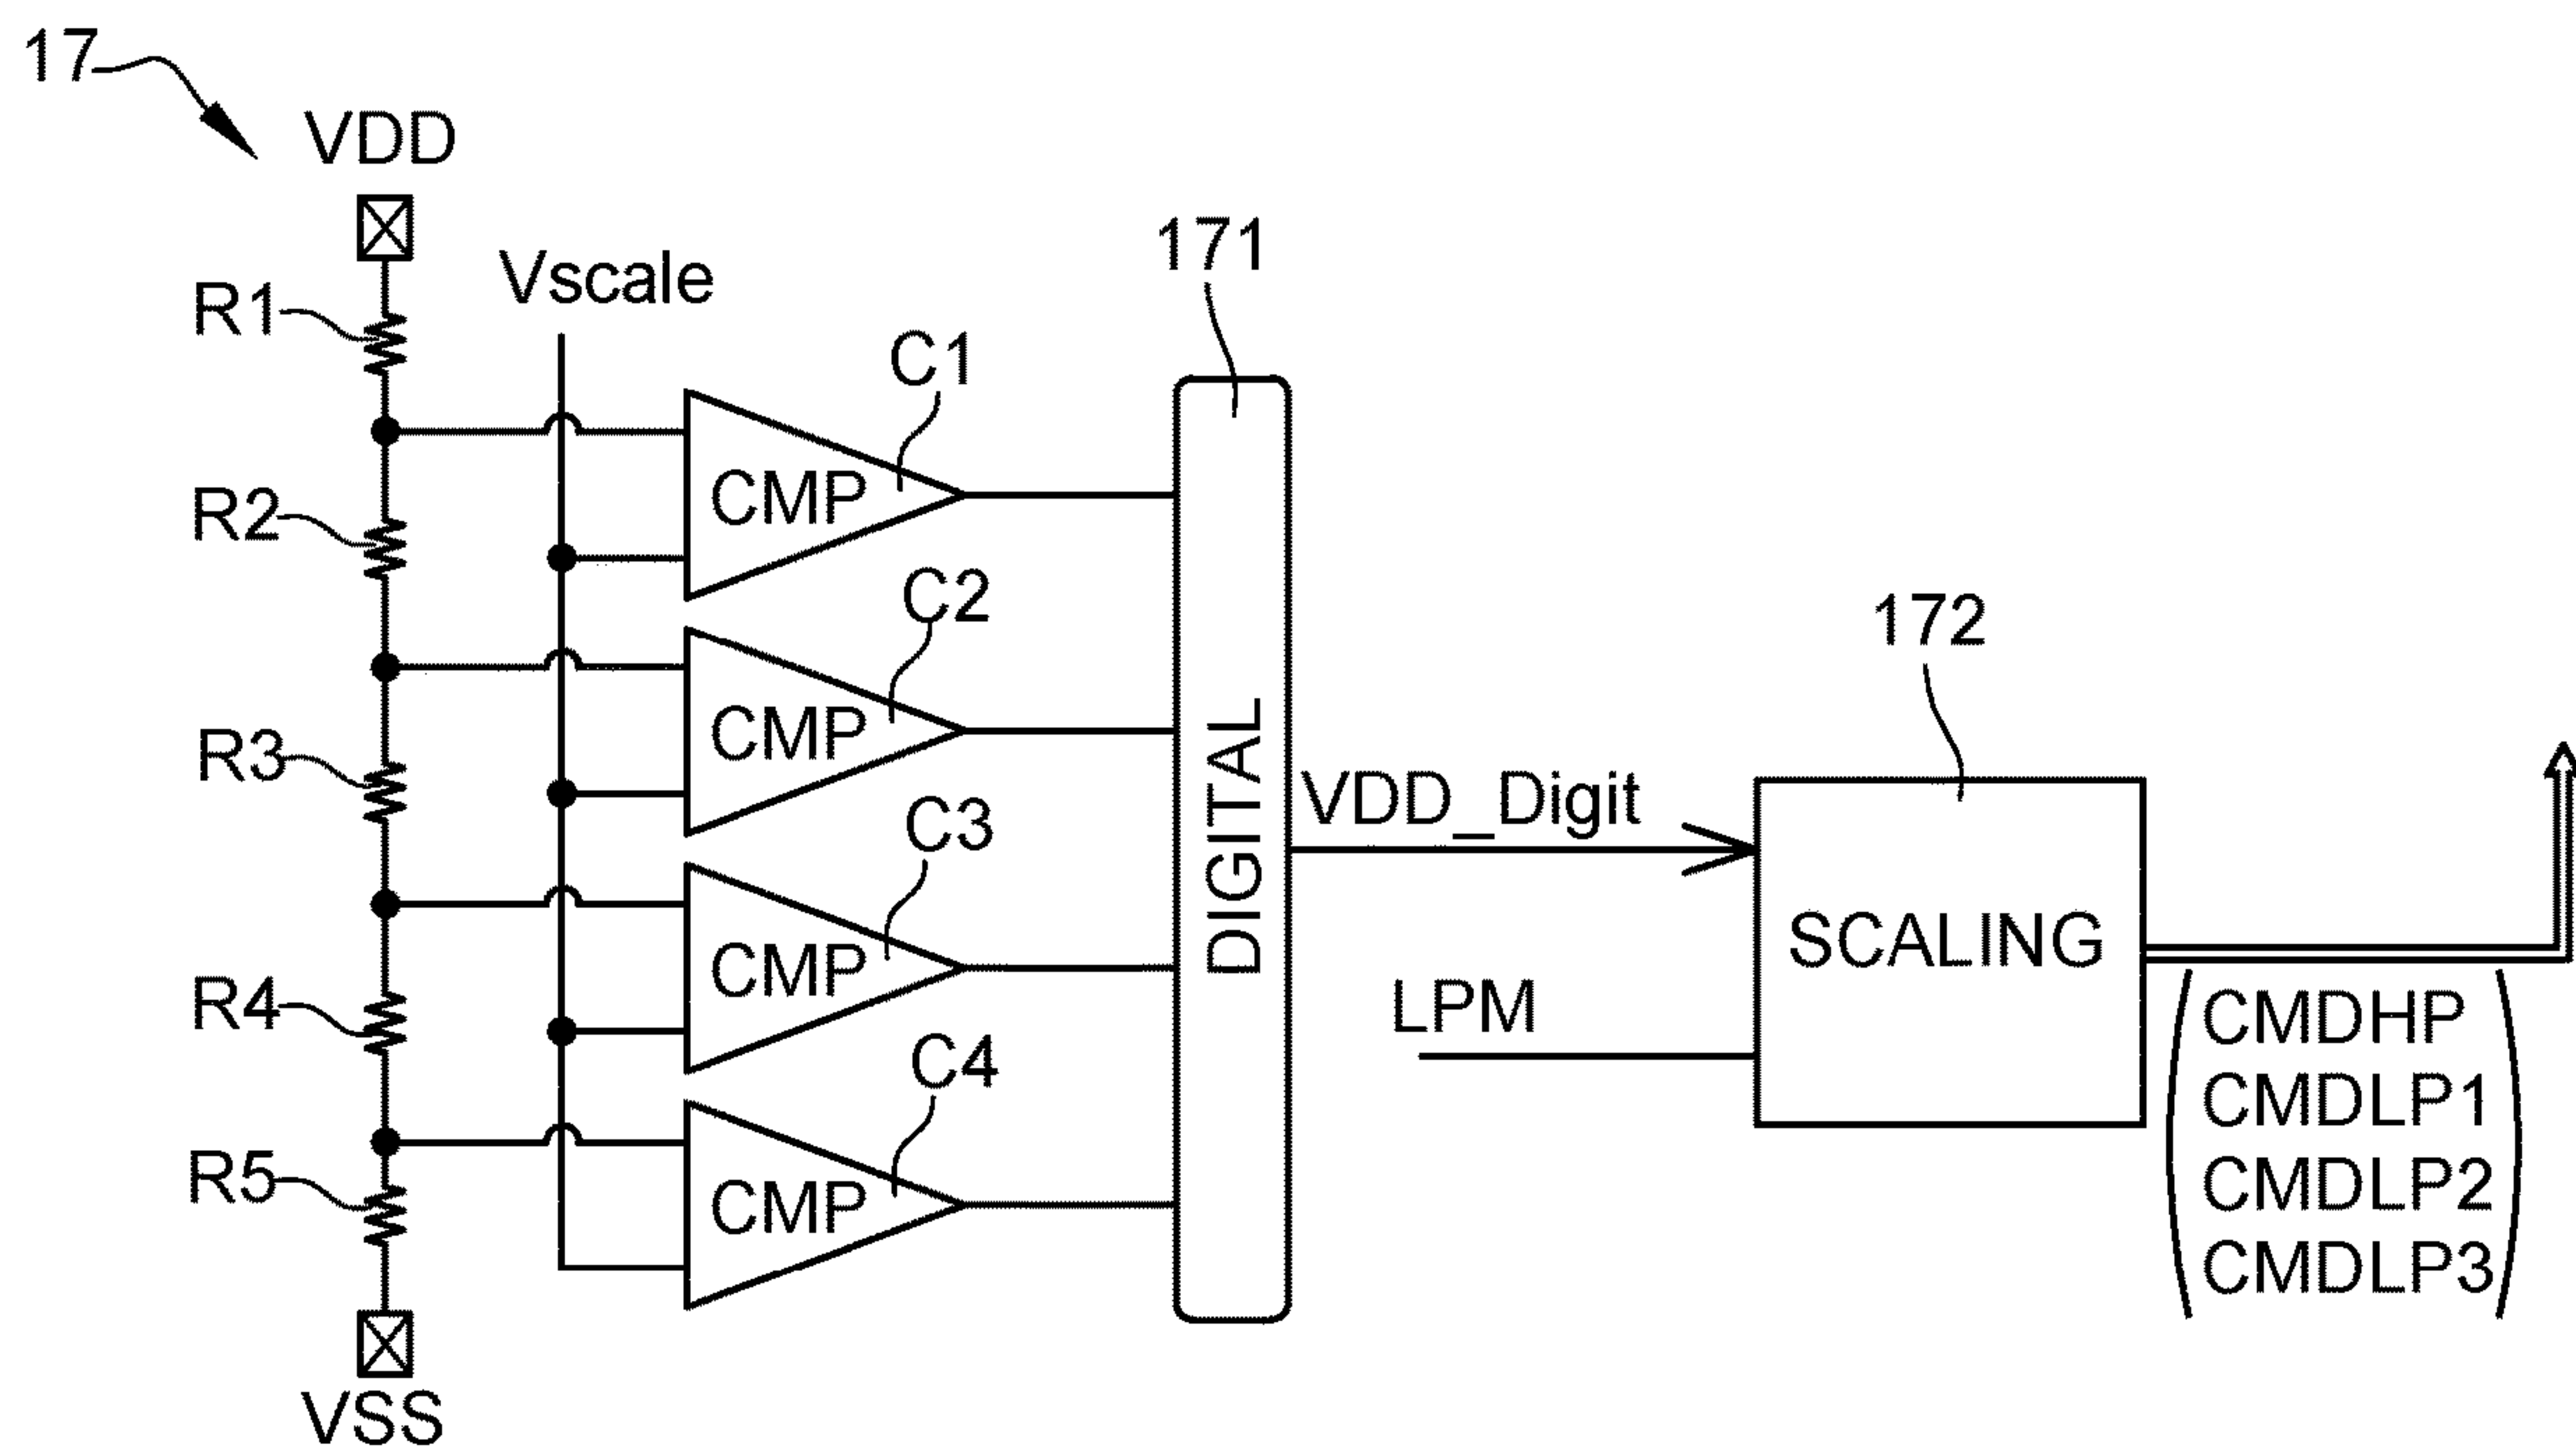 17
VDD
Vscale
171
R1
C1
CMP
R2
C2
CMP
172
R3
VDD_Digit
C3
DIGITAL
SCALING
CMP
R4
LPM
CMDHP
C4
CMDLP1
R5
CMP
CMDLP2
CMDLP3
VSS